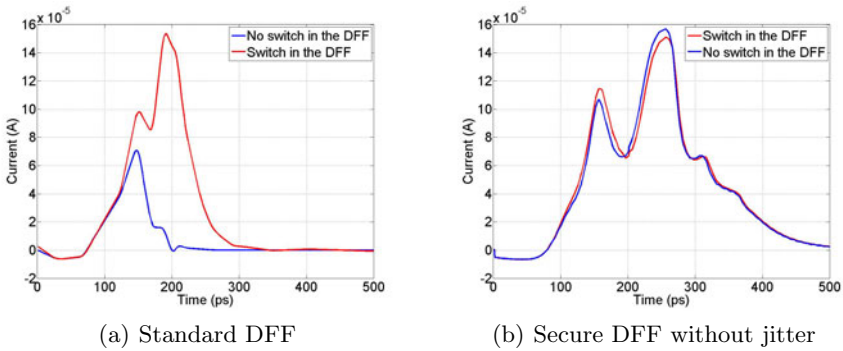 16 x 10^-5
No switch in the DFF
Switch in the DFF
14
12
10
8
6
4
2
0
-2
Current (A)
0 100 200 300 400 500
Time (ps)
(a) Standard DFF
16 x 10^-5
Switch in the DFF
No switch in the DFF
14
12
10
8
6
4
2
0
-2
Current (A)
0 100 200 300 400 500
Time (ps)
(b) Secure DFF without jitter